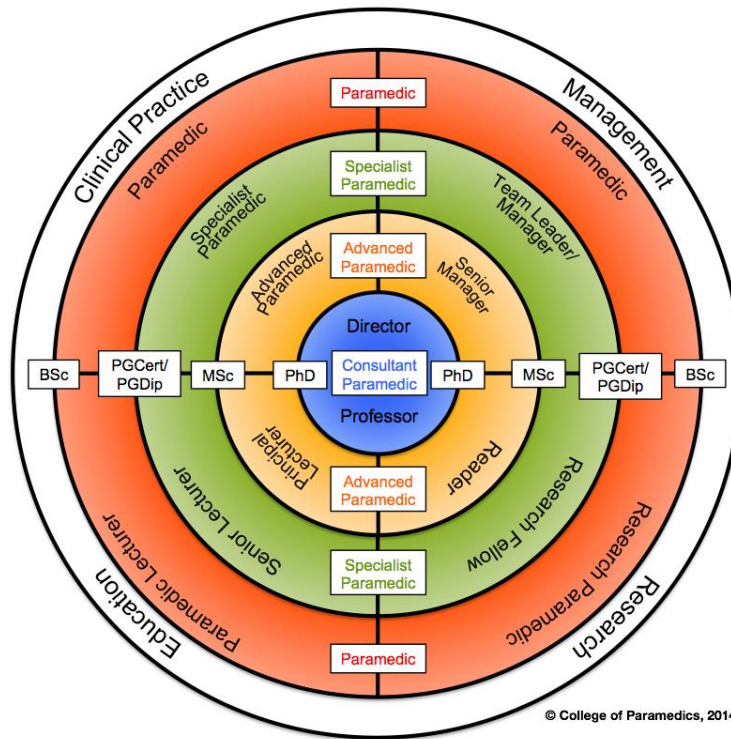 Clinical Practice
Management
Paramedic
Paramedic
Paramedic
Specialist
Paramedic
Specialist
Paramedic
Team Leader/
Manager
Advanced
Paramedic
Advanced
Paramedic
Senior
Manager
Director
BSc
PGCert/
PGDip
MSc
PhD
Consultant
Paramedic
PhD
MSc
PGCert/
PGDip
BSc
Professor
Principal
Lecturer
Reader
Advanced
Paramedic
Senior Lecturer
Research Fellow
Specialist
Paramedic
Paramedic Lecturer
Research Paramedic
Paramedic
Education
Research
© College of Paramedics, 2014